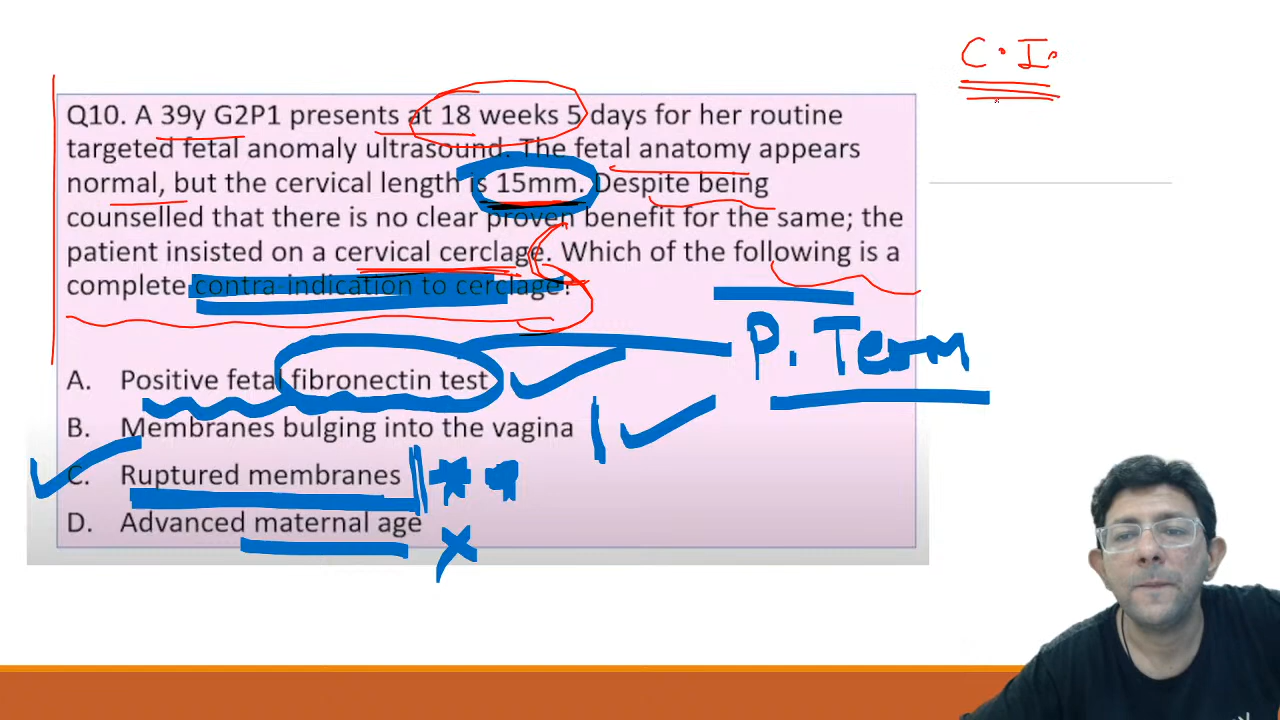 C. I.
Q10. A 39y G2P1 presents at 18 weeks 5 days for her routine
targeted fetal anomaly ultrasound. The fetal anatomy appears
normal, but the cervical length is 15mm. Despite being
counselled that there is no clear proven benefit for the same; the
patient insisted on a cervical cerclage. Which of the following is a
complete contra-indication to cerclage?
P. Term
A. Positive fetal fibronectin test
B. Membranes bulging into the vagina
C. Ruptured membranes
D. Advanced maternal age